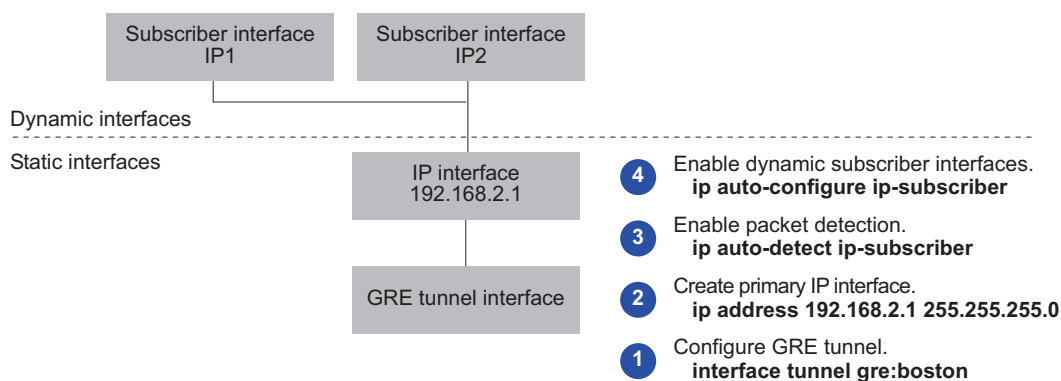 Subscriber interface
IP1
Subscriber interface
IP2
Dynamic interfaces
Static interfaces
IP interface
192.168.2.1
GRE tunnel interface
4
Enable dynamic subscriber interfaces.
ip auto-configure ip-subscriber
3
Enable packet detection.
ip auto-detect ip-subscriber
2
Create primary IP interface.
ip address 192.168.2.1 255.255.255.0
1
Configure GRE tunnel.
interface tunnel gre:boston